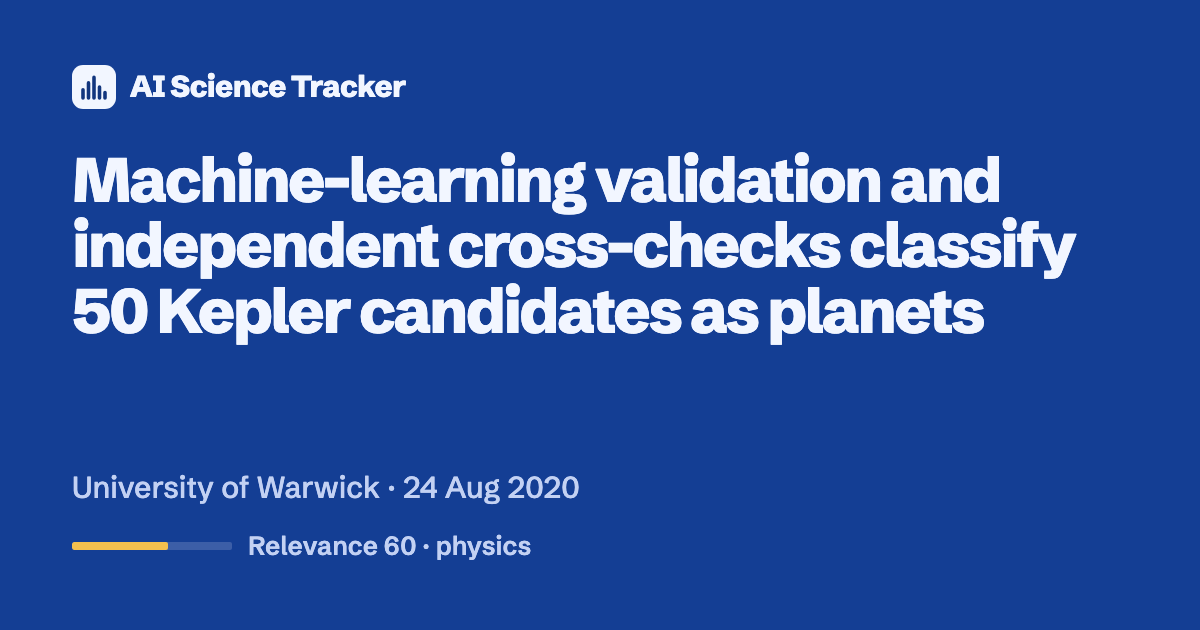 AI Science Tracker
Machine-learning validation and
independent cross-checks classify
50 Kepler candidates as planets
University of Warwick · 24 Aug 2020
Relevance 60 · physics